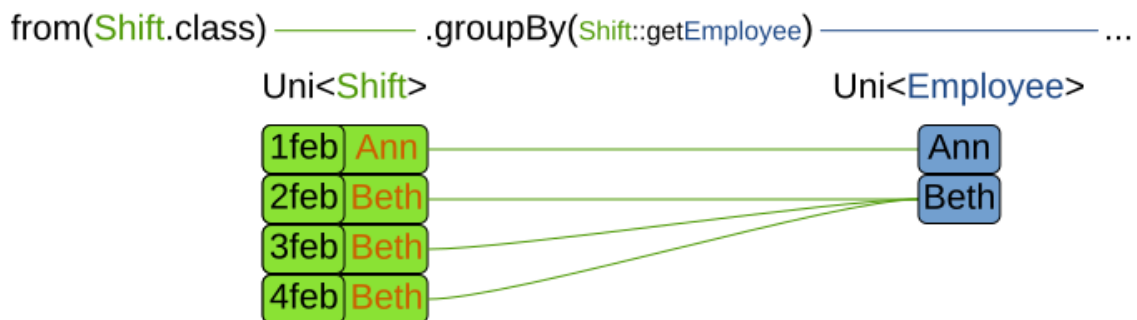 from(Shift.class) .groupBy(Shift::getEmployee) ...
Uni<Shift> Uni<Employee>
1feb Ann Ann
2feb Beth Beth
3feb Beth
4feb Beth